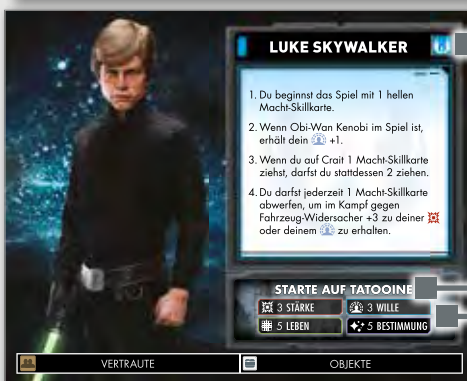 LUKE SKYWALKER
1. Du beginnst das Spiel mit 1 hellen
Macht-Skillkarte.
2. Wenn Obi-Wan Kenobi im Spiel ist,
erhält dein +1.
3. Wenn du auf Crait 1 Macht-Skillkarte
ziehst, darfst du stattdessen 2 ziehen.
4. Du darfst jederzeit 1 Macht-Skillkarte
abwerfen, um im Kampf gegen
Fahrzeug-Widersacher +3 zu deiner
oder deinem zu erhalten.
STARTE AUF TATOOINE
3 STÄRKE 3 WILLE
5 LEBEN 5 BESTIMMUNG
VERTRAUTE OBJEKTE